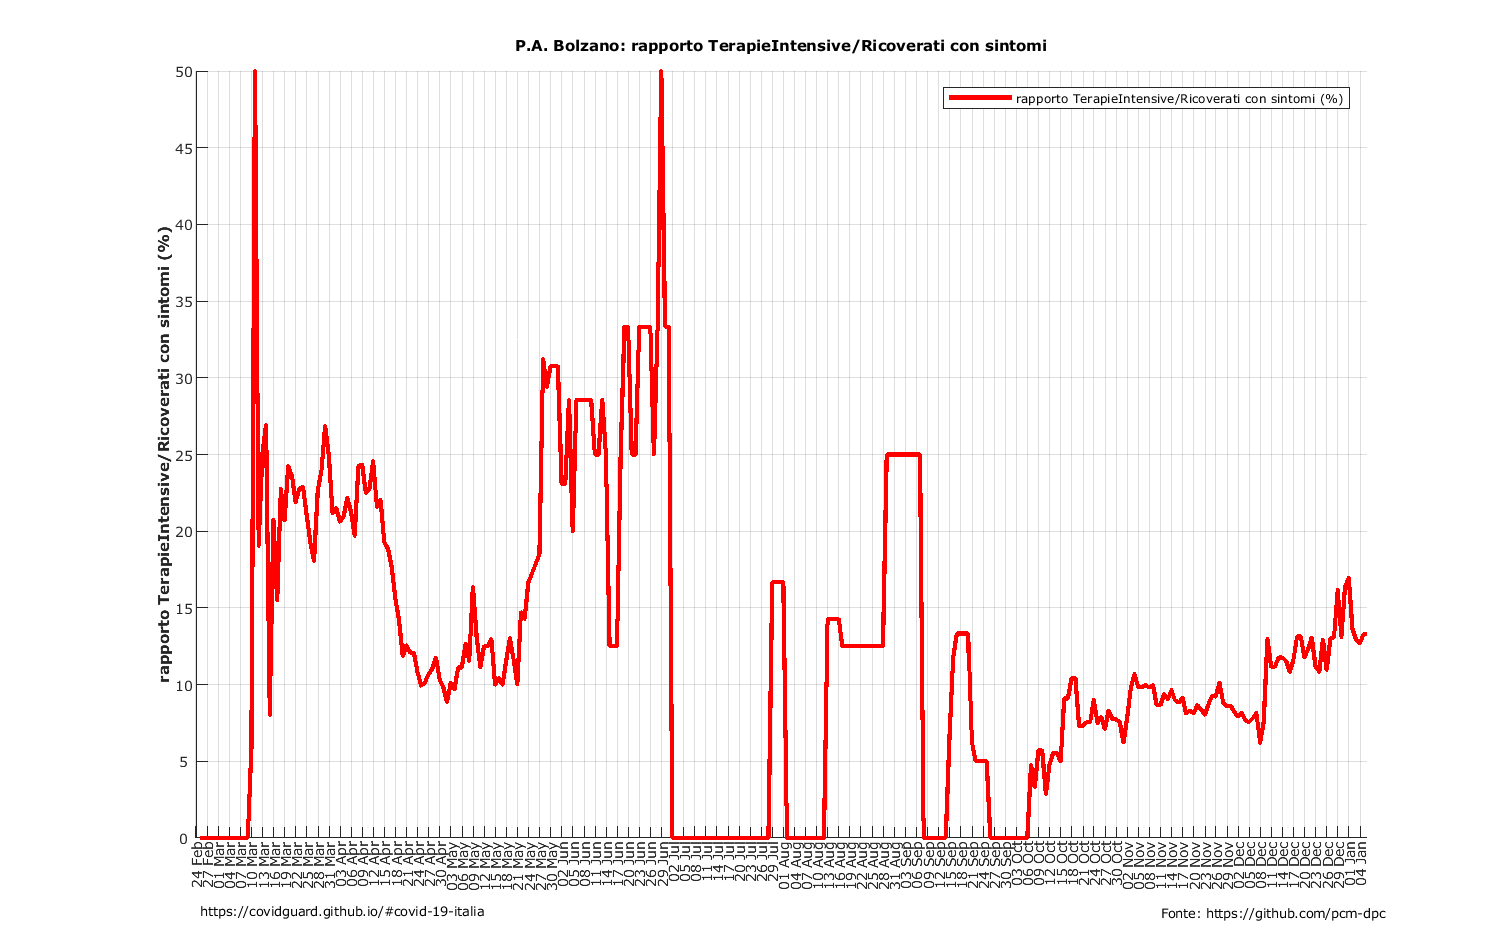 P.A. Bolzano: rapporto TerapieIntensive/Ricoverati con sintomi
rapporto TerapieIntensive/Ricoverati con sintomi (%)
rapporto TerapieIntensive/Ricoverati con sintomi (%)
50
45
40
35
30
25
20
15
10
5
0
24 Feb
27 Feb
01 Mar
04 Mar
07 Mar
10 Mar
13 Mar
16 Mar
19 Mar
22 Mar
25 Mar
28 Mar
31 Mar
03 Apr
06 Apr
09 Apr
12 Apr
15 Apr
18 Apr
21 Apr
24 Apr
27 Apr
30 Apr
03 May
06 May
09 May
12 May
15 May
18 May
21 May
24 May
27 May
30 May
02 Jun
05 Jun
08 Jun
11 Jun
14 Jun
17 Jun
20 Jun
23 Jun
26 Jun
29 Jun
02 Jul
05 Jul
08 Jul
11 Jul
14 Jul
17 Jul
20 Jul
23 Jul
26 Jul
29 Jul
01 Aug
04 Aug
07 Aug
10 Aug
13 Aug
16 Aug
19 Aug
22 Aug
25 Aug
28 Aug
31 Aug
03 Sep
06 Sep
09 Sep
12 Sep
15 Sep
18 Sep
21 Sep
24 Sep
27 Sep
30 Sep
03 Oct
06 Oct
09 Oct
12 Oct
15 Oct
18 Oct
21 Oct
24 Oct
27 Oct
30 Oct
02 Nov
05 Nov
08 Nov
11 Nov
14 Nov
17 Nov
20 Nov
23 Nov
26 Nov
29 Nov
02 Dec
05 Dec
08 Dec
11 Dec
14 Dec
17 Dec
20 Dec
23 Dec
26 Dec
29 Dec
01 Jan
04 Jan
https://covidguard.github.io/#covid-19-italia
Fonte: https://github.com/pcm-dpc